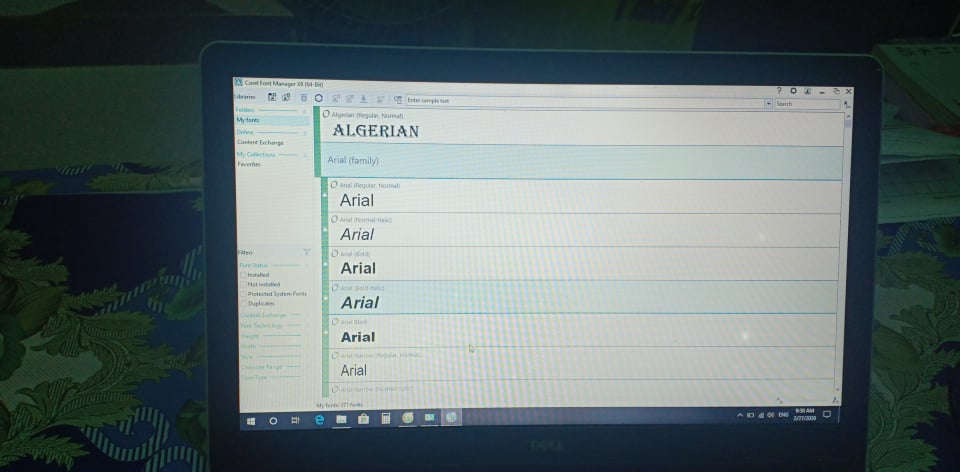 Corel Font Manager X8 (64-Bit)
Libraries:
Enter sample text
Search
Folders
My fonts
Online
Content Exchange
My Collections
Favorites
Algerian (Regular, Normal)
ALGERIAN
Arial (family)
Arial (Regular, Normal)
Arial
Arial (Normal-Italic)
Arial
Arial (Bold)
Arial
Arial (Bold-Italic)
Arial
Arial Black
Arial
Arial Narrow (Regular, Normal)
Arial
Arial Narrow (Normal-Italic)
Filters
Font Status
Installed
Not installed
Protected System Fonts
Duplicates
Content Exchange
Font Technology
Weight
Width
Style
Character Range
My fonts: 371 fonts
ENG
9:38 AM
2/27/2020
DELL